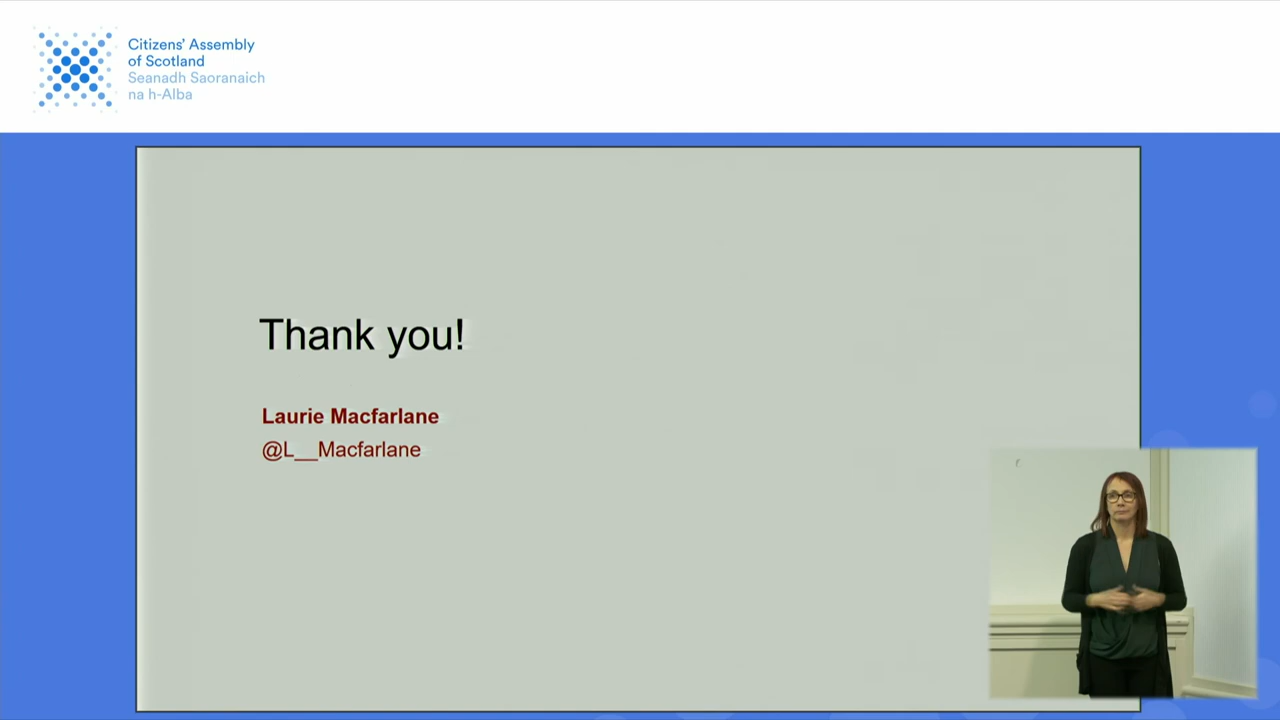 Citizens' Assembly
of Scotland
Seanadh Saoranaich
na h-Alba
Thank you!
Laurie Macfarlane
@L__Macfarlane